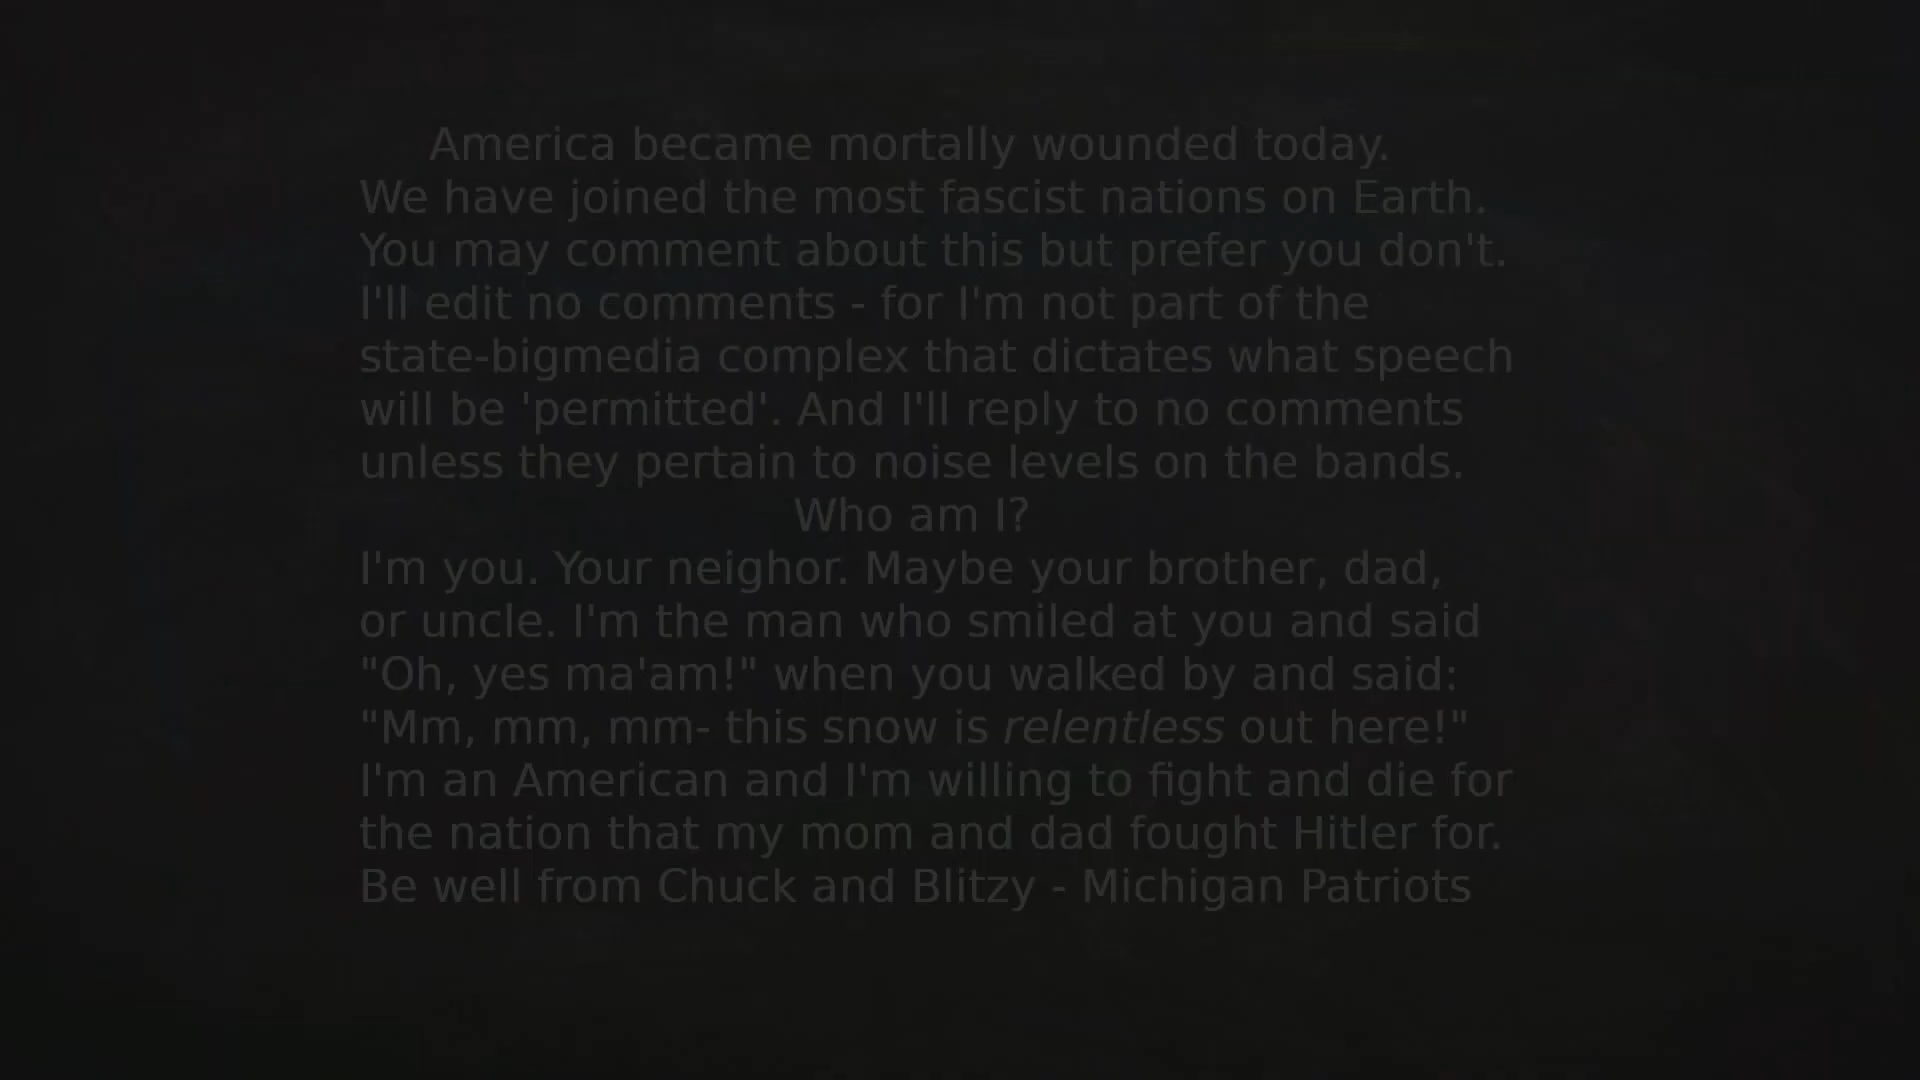 America became mortally wounded today.
We have joined the most fascist nations on Earth.
You may comment about this but prefer you don't.
I'll edit no comments - for I'm not part of the
state-bigmedia complex that dictates what speech
will be 'permitted'. And I'll reply to no comments
unless they pertain to noise levels on the bands.
Who am I?
I'm you. Your neighor. Maybe your brother, dad,
or uncle. I'm the man who smiled at you and said
"Oh, yes ma'am!" when you walked by and said:
"Mm, mm, mm- this snow is relentless out here!"
I'm an American and I'm willing to fight and die for
the nation that my mom and dad fought Hitler for.
Be well from Chuck and Blitzy - Michigan Patriots